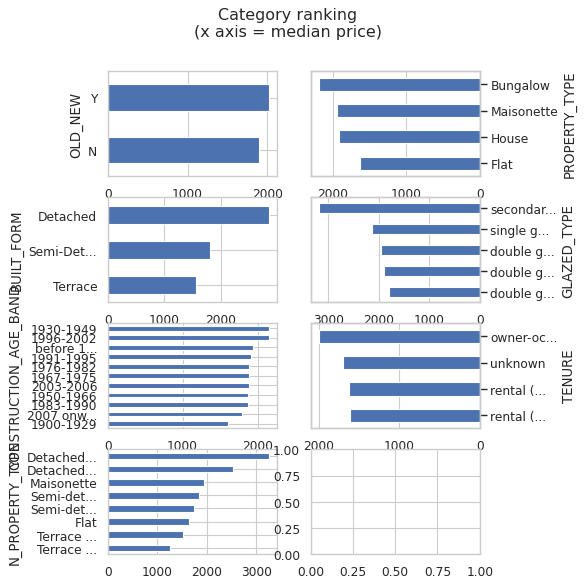 Category ranking
(x axis = median price)
OLD_NEW
Y
N
0 1000 2000
Bungalow
Maisonette
House
Flat
PROPERTY_TYPE
2000 1000 0
BUILT_FORM
Detached
Semi-Det...
Terrace
0 1000 2000
secondar...
single g...
double g...
double g...
double g...
GLAZED_TYPE
3000 2000 1000 0
CONSTRUCTION_AGE_BAND
1930-1949
1996-2002
before 1...
1991-1995
1976-1982
1967-1975
2003-2006
1950-1966
1983-1990
2007 onw...
1900-1929
0 1000 2000
owner-oc...
unknown
rental (...
rental (...
TENURE
2000 1000 0
N_PROPERTY_TYPE
Detached...
Detached...
Maisonette
Semi-det...
Semi-det...
Flat
Terrace ...
Terrace ...
0 1000 2000 3000
1.00
0.75
0.50
0.25
0.00
0.00 0.25 0.50 0.75 1.00